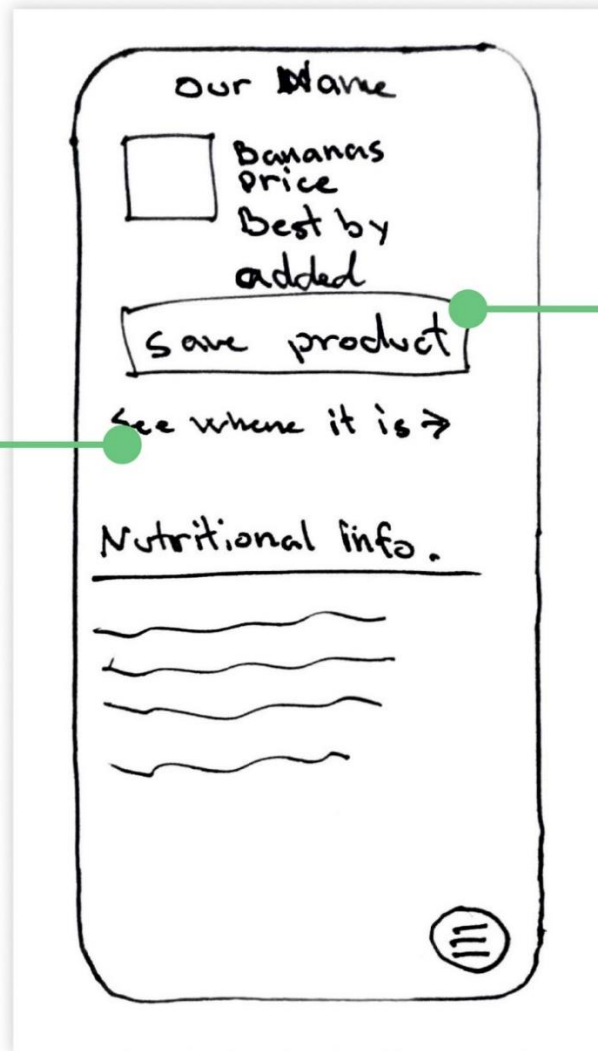 Our Name
Bananas
price
Best by
added
Save product
See where it is →
Nutritional info.